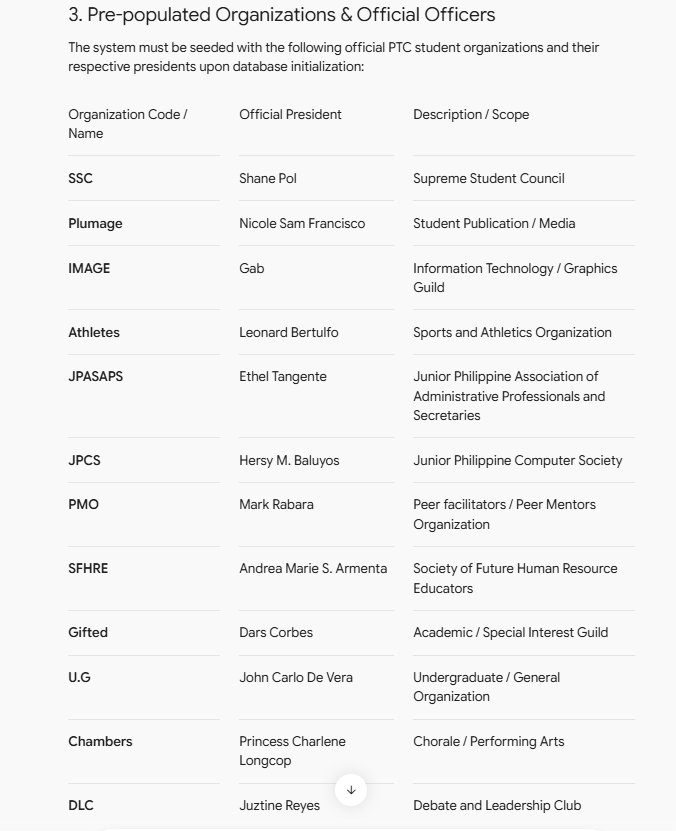 3. Pre-populated Organizations & Official Officers
The system must be seeded with the following official PTC student organizations and their
respective presidents upon database initialization:
Organization Code /
Name
Official President
Description / Scope
SSC
Shane Pol
Supreme Student Council
Plumage
Nicole Sam Francisco
Student Publication / Media
IMAGE
Gab
Information Technology / Graphics
Guild
Athletes
Leonard Bertulfo
Sports and Athletics Organization
JPASAPS
Ethel Tangente
Junior Philippine Association of
Administrative Professionals and
Secretaries
JPCS
Hersy M. Baluyos
Junior Philippine Computer Society
PMO
Mark Rabara
Peer facilitators / Peer Mentors
Organization
SFHRE
Andrea Marie S. Armenta
Society of Future Human Resource
Educators
Gifted
Dars Corbes
Academic / Special Interest Guild
U.G
John Carlo De Vera
Undergraduate / General
Organization
Chambers
Princess Charlene
Longcop
Chorale / Performing Arts
DLC
Juztine Reyes
Debate and Leadership Club